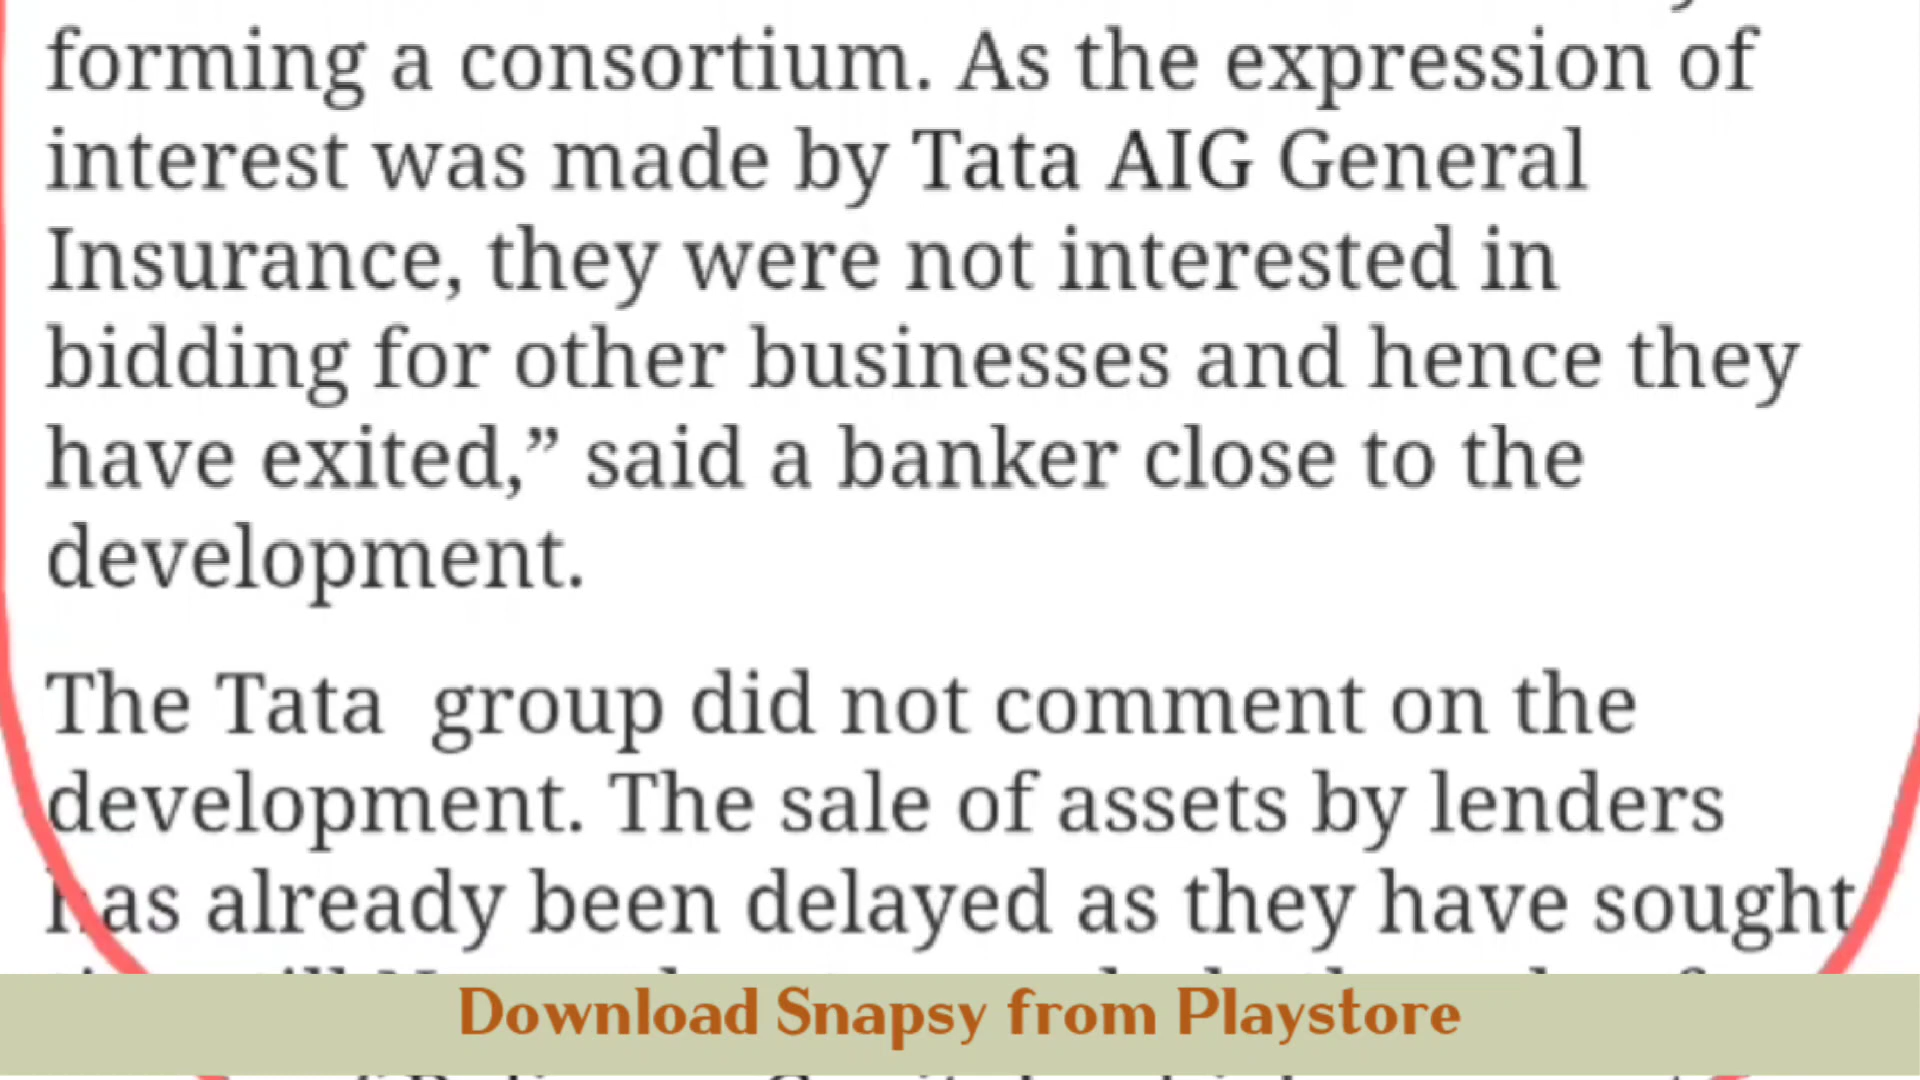 forming a consortium. As the expression of
interest was made by Tata AIG General
Insurance, they were not interested in
bidding for other businesses and hence they
have exited,” said a banker close to the
development.
The Tata group did not comment on the
development. The sale of assets by lenders
has already been delayed as they have sought
Download Snapsy from Playstore